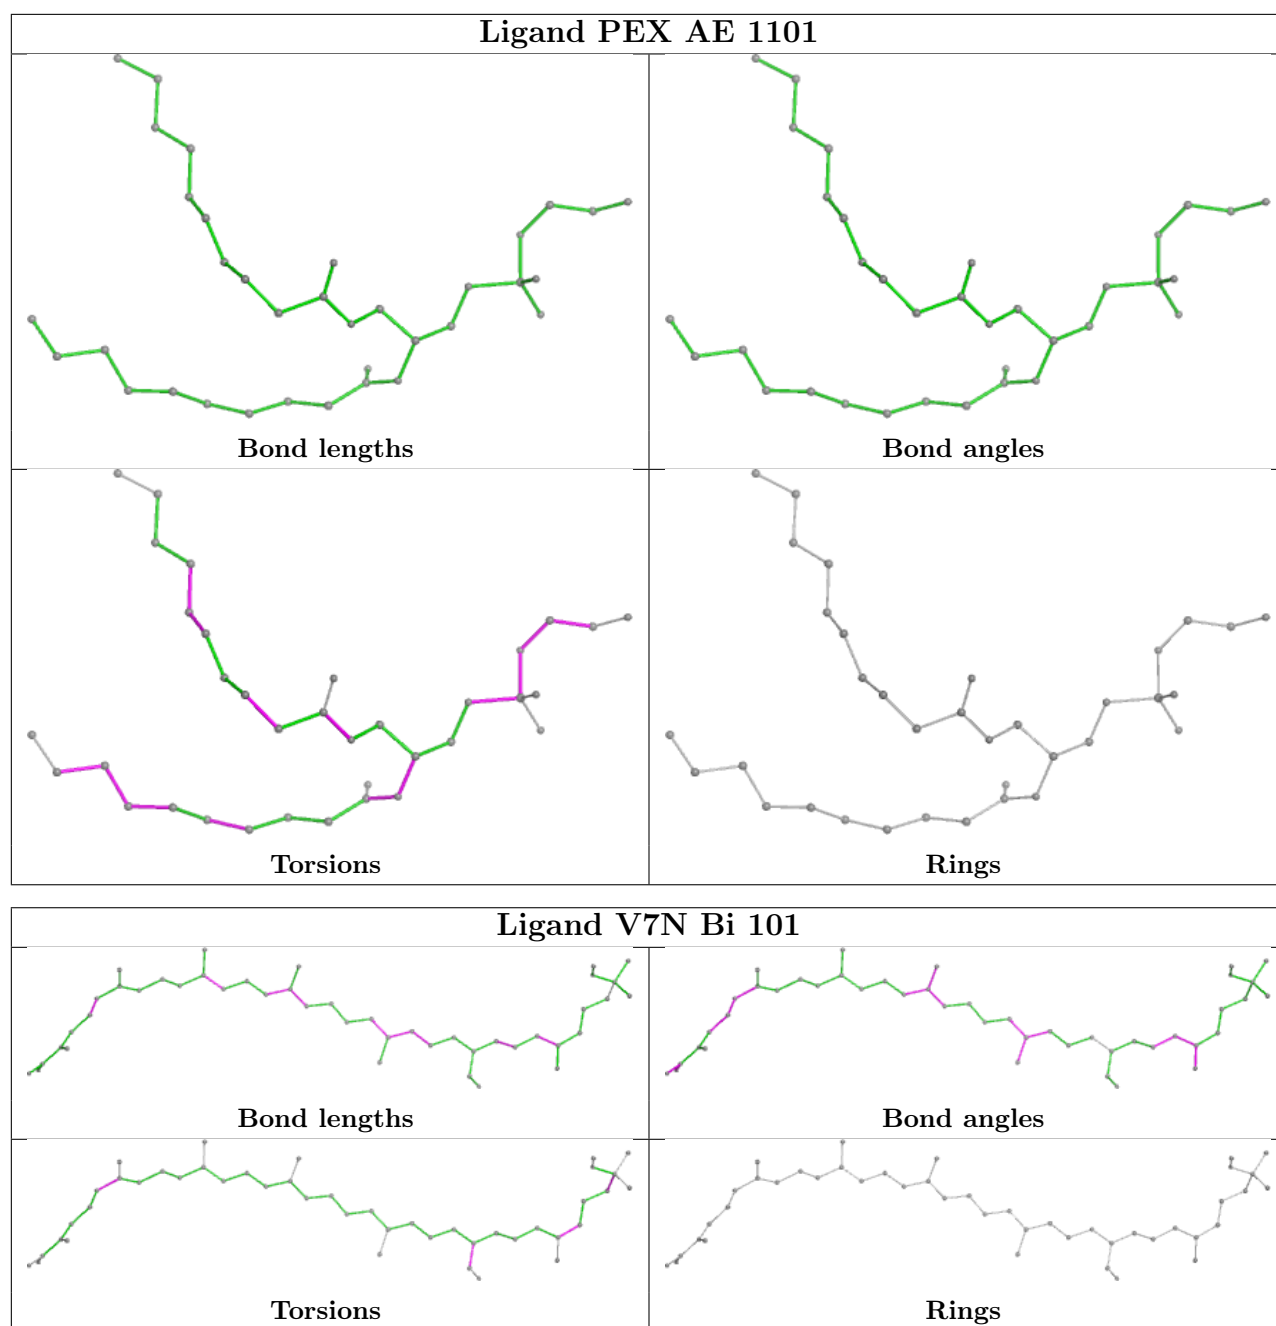 Ligand PEX AE 1101
Bond lengths
Bond angles
Torsions
Rings
Ligand V7N Bi 101
Bond lengths
Bond angles
Torsions
Rings